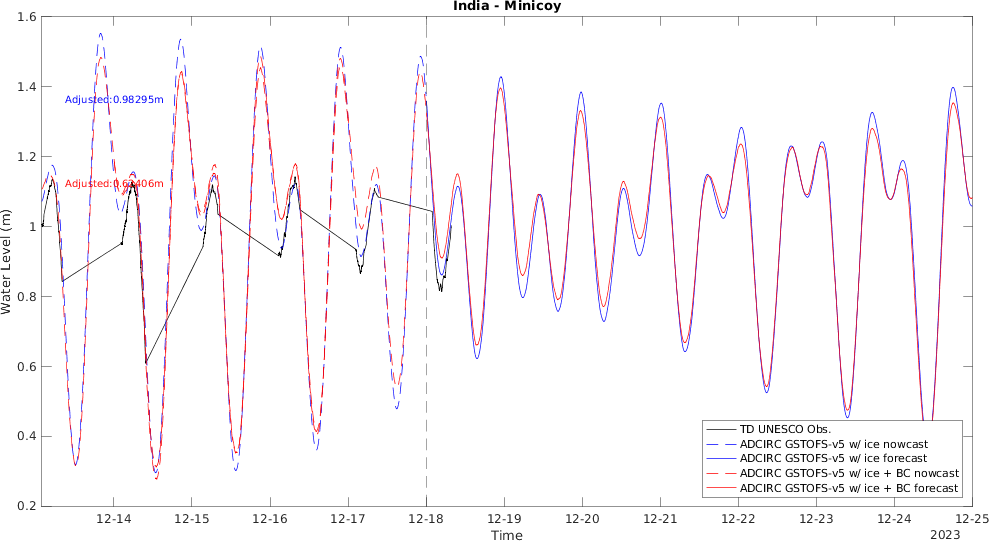 India - Minicoy
1.6
1.4
1.2
1
0.8
0.6
0.4
0.2
Water Level (m)
Adjusted:0.98295m
Adjusted:0.62406m
TD UNESCO Obs.
ADCIRC GSTOFS-v5 w/ ice nowcast
ADCIRC GSTOFS-v5 w/ ice forecast
ADCIRC GSTOFS-v5 w/ ice + BC nowcast
ADCIRC GSTOFS-v5 w/ ice + BC forecast
12-14 12-15 12-16 12-17 12-18 12-19 12-20 12-21 12-22 12-23 12-24 12-25
Time
2023